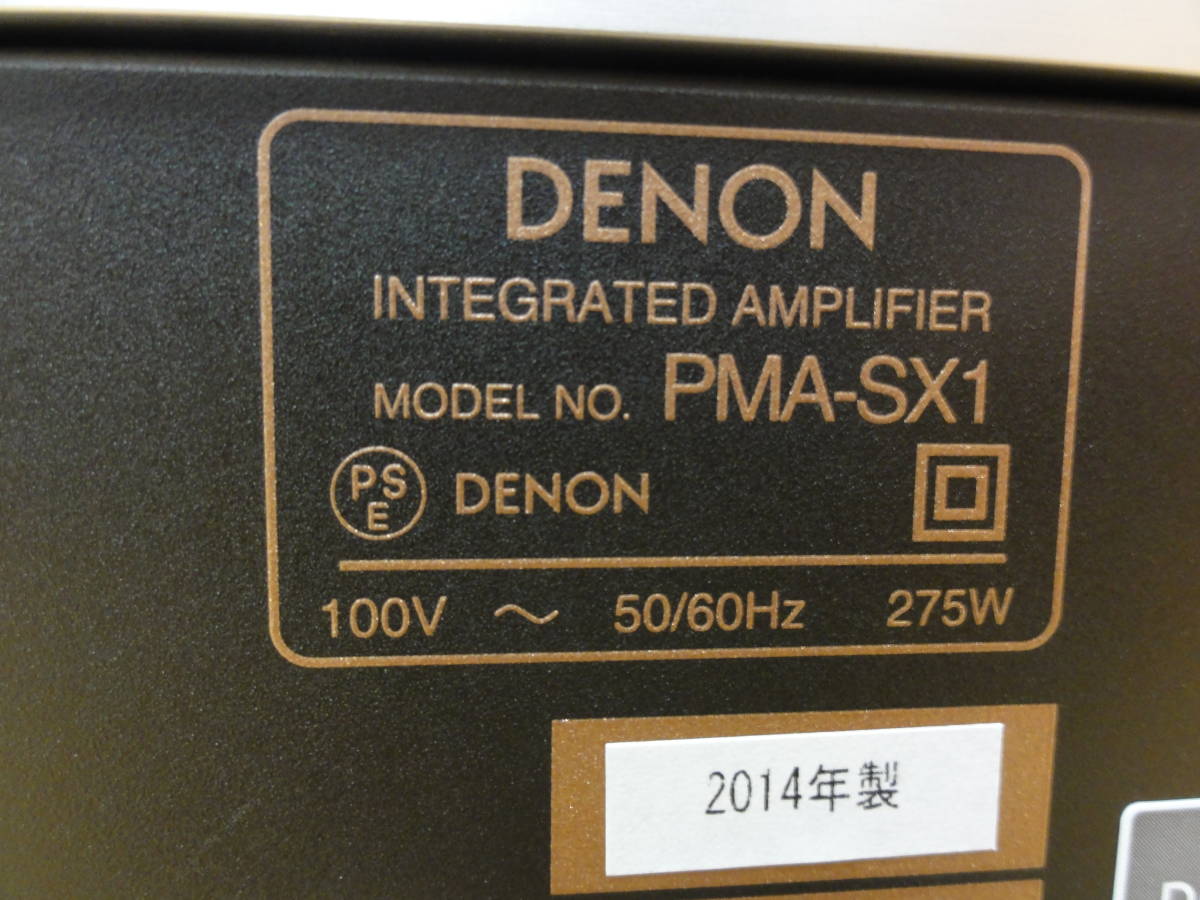 DENON
INTEGRATED AMPLIFIER
MODEL NO. PMA-SX1
PSE DENON
100V ~ 50/60Hz 275W
2014年製